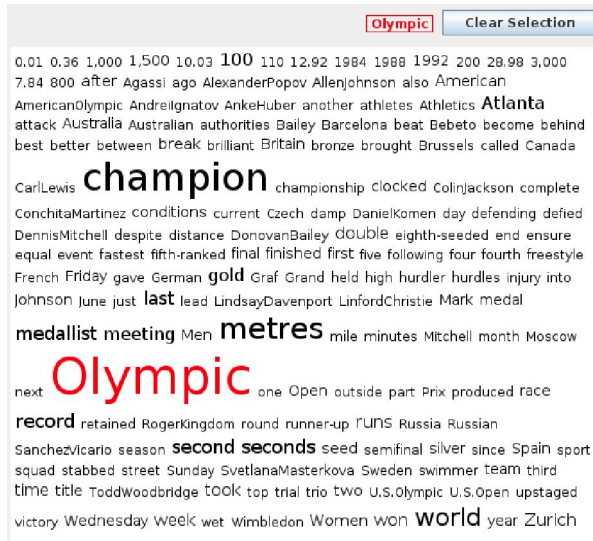 Olympic Clear Selection
0.01 0.36 1,000 1,500 10.03 100 110 12.92 1984 1988 1992 200 28.98 3,000
7.84 800 after Agassi ago AlexanderPopov AllenJohnson also American
AmericanOlympic AndreiIgnatov AnkeHuber another athletes Athletics Atlanta
attack Australia Australian authorities Bailey Barcelona beat Bebeto become behind
best better between break brilliant Britain bronze brought Brussels called Canada
CarlLewis champion championship clocked ColinJackson complete
ConchitaMartinez conditions current Czech damp DanielKomen day defending defied
DennisMitchell despite distance DonovanBailey double eighth-seeded end ensure
equal event fastest fifth-ranked final finished first five following four fourth freestyle
French Friday gave German gold Graf Grand held high hurdler hurdles injury into
Johnson June just last lead LindsayDavenport LinfordChristie Mark medal
medallist meeting Men metres mile minutes Mitchell month Moscow
next Olympic one Open outside part Prix produced race
record retained RogerKingdom round runner-up runs Russia Russian
SanchezVicario season second seconds seed semifinal silver since Spain sport
squad stabbed street Sunday SvetlanaMasterkova Sweden swimmer team third
time title ToddWoodbridge took top trial trio two U.S.Olympic U.S.Open upstaged
victory Wednesday week wet Wimbledon Women won world year Zurich